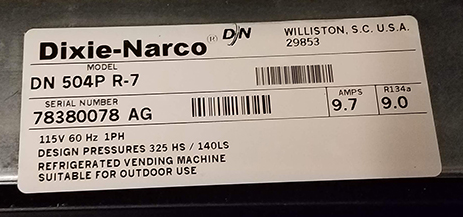 Dixie-Narco® D/N WILLISTON, S.C. U.S.A.
29853
MODEL
DN 504P R-7
SERIAL NUMBER AMPS R134a
78380078 AG 9.7 9.0
115V 60 Hz 1PH
DESIGN PRESSURES 325 HS / 140LS
REFRIGERATED VENDING MACHINE
SUITABLE FOR OUTDOOR USE